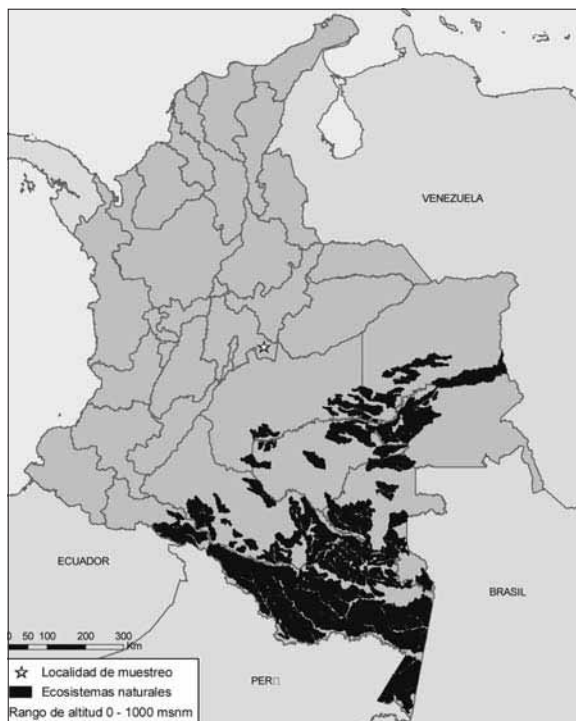 VENEZUELA
ECUADOR
BRASIL
0 50 100 200 300
Km
Localidad de muestreo
Ecosistemas naturales
PER
Rango de altitud 0 - 1000 msnm